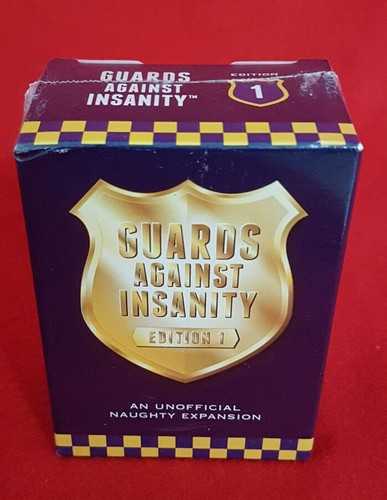 GUARDS
AGAINST
INSANITY™
EDITION
1
GUARDS
AGAINST
INSANITY
EDITION 1
AN UNOFFICIAL
NAUGHTY EXPANSION